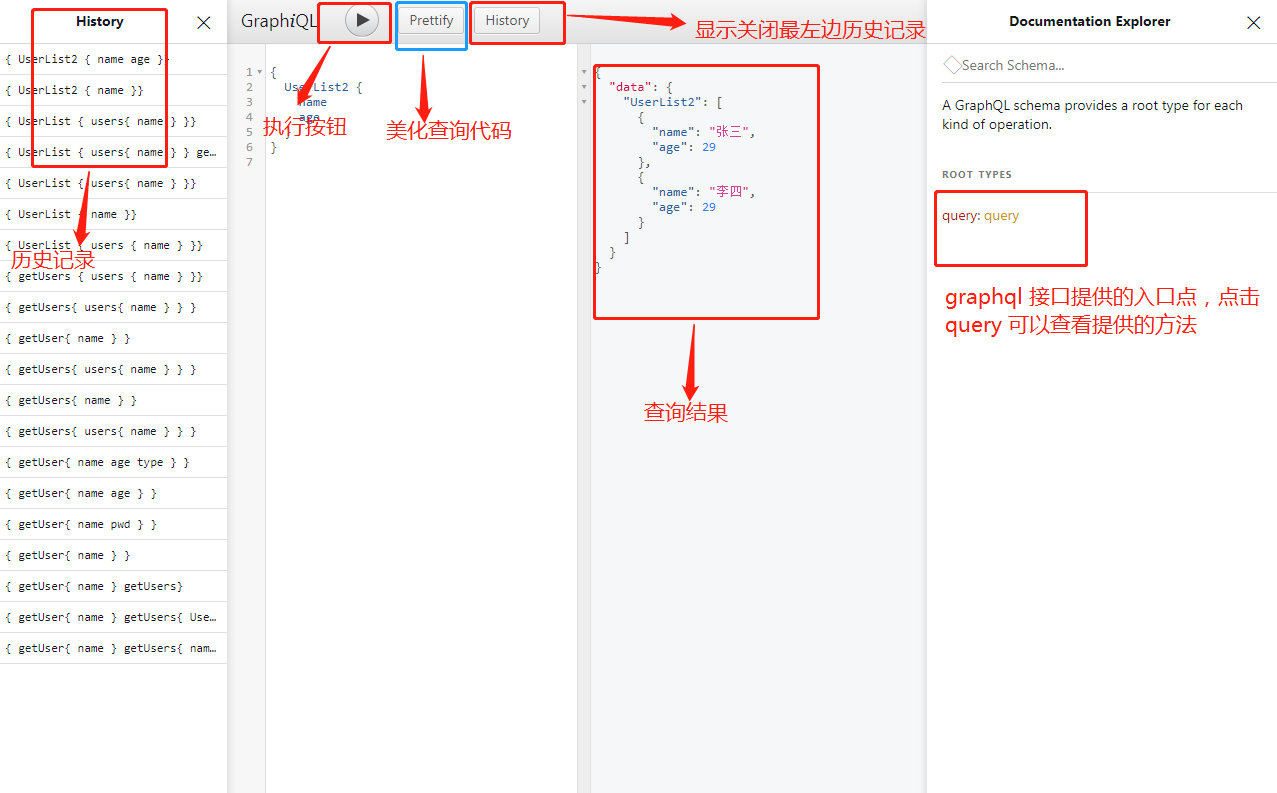 History
{ UserList2 { name age }}
{ UserList2 { name }}
{ UserList { users{ name } }}
{ UserList { users{ name } } ge…
{ UserList { users{ name } }}
{ UserList { name }}
{ UserList { users { name } }}
历史记录
{ getUsers { users { name } }}
{ getUsers{ users{ name } } }
{ getUser{ name } }
{ getUsers{ users{ name } } }
{ getUsers{ name } }
{ getUsers{ users{ name } } }
{ getUser{ name age type } }
{ getUser{ name age } }
{ getUser{ name pwd } }
{ getUser{ name } }
{ getUser{ name } getUsers}
{ getUser{ name } getUsers{ Use…
{ getUser{ name } getUsers{ nam…
GraphiQL
Prettify
History
显示关闭最左边历史记录
1 {
2 UserList2 {
3 name
4 age
5
6 }
7
执行按钮
美化查询代码
{
"data": {
"UserList2": [
{
"name": "张三",
"age": 29
},
{
"name": "李四",
"age": 29
}
]
}
}
查询结果
Documentation Explorer
Search Schema...
A GraphQL schema provides a root type for each
kind of operation.
ROOT TYPES
query: query
graphql 接口提供的入口点，点击
query 可以查看提供的方法